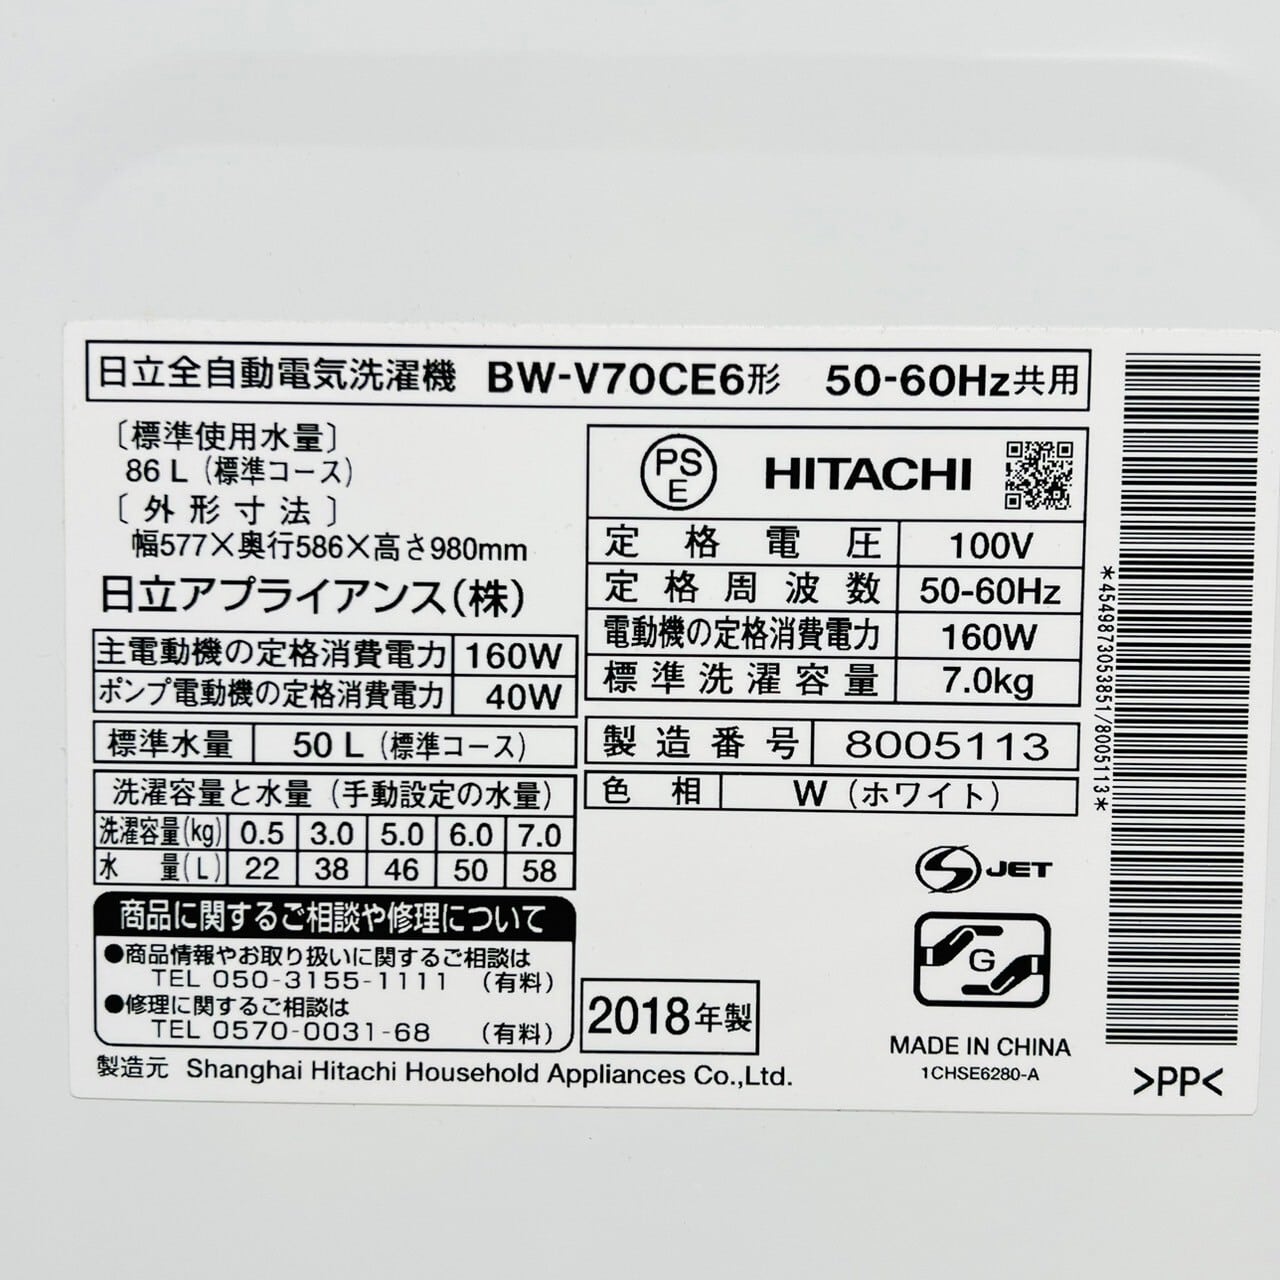 日立全自動電気洗濯機 BW-V70CE6形 50-60Hz共用
〔標準使用水量〕
86 L（標準コース）
〔外形寸法〕
幅577×奥行586×高さ980mm
日立アプライアンス(株)
主電動機の定格消費電力 160W
ポンプ電動機の定格消費電力 40W
標準水量 50 L（標準コース）
洗濯容量と水量（手動設定の水量）
洗濯容量(kg) 0.5 3.0 5.0 6.0 7.0
水 量(L) 22 38 46 50 58
商品に関するご相談や修理について
●商品情報やお取り扱いに関するご相談は
TEL 050-3155-1111 （有料）
●修理に関するご相談は
TEL 0570-0031-68 （有料）
製造元 Shanghai Hitachi Household Appliances Co.,Ltd.
PS
E
HITACHI
定格電圧 100V
定格周波数 50-60Hz
電動機の定格消費電力 160W
標準洗濯容量 7.0kg
製造番号 8005113
色相 W（ホワイト）
S JET
G
2018年製
MADE IN CHINA
1CHSE6280-A
*4549873053851/8005113*
>PP<